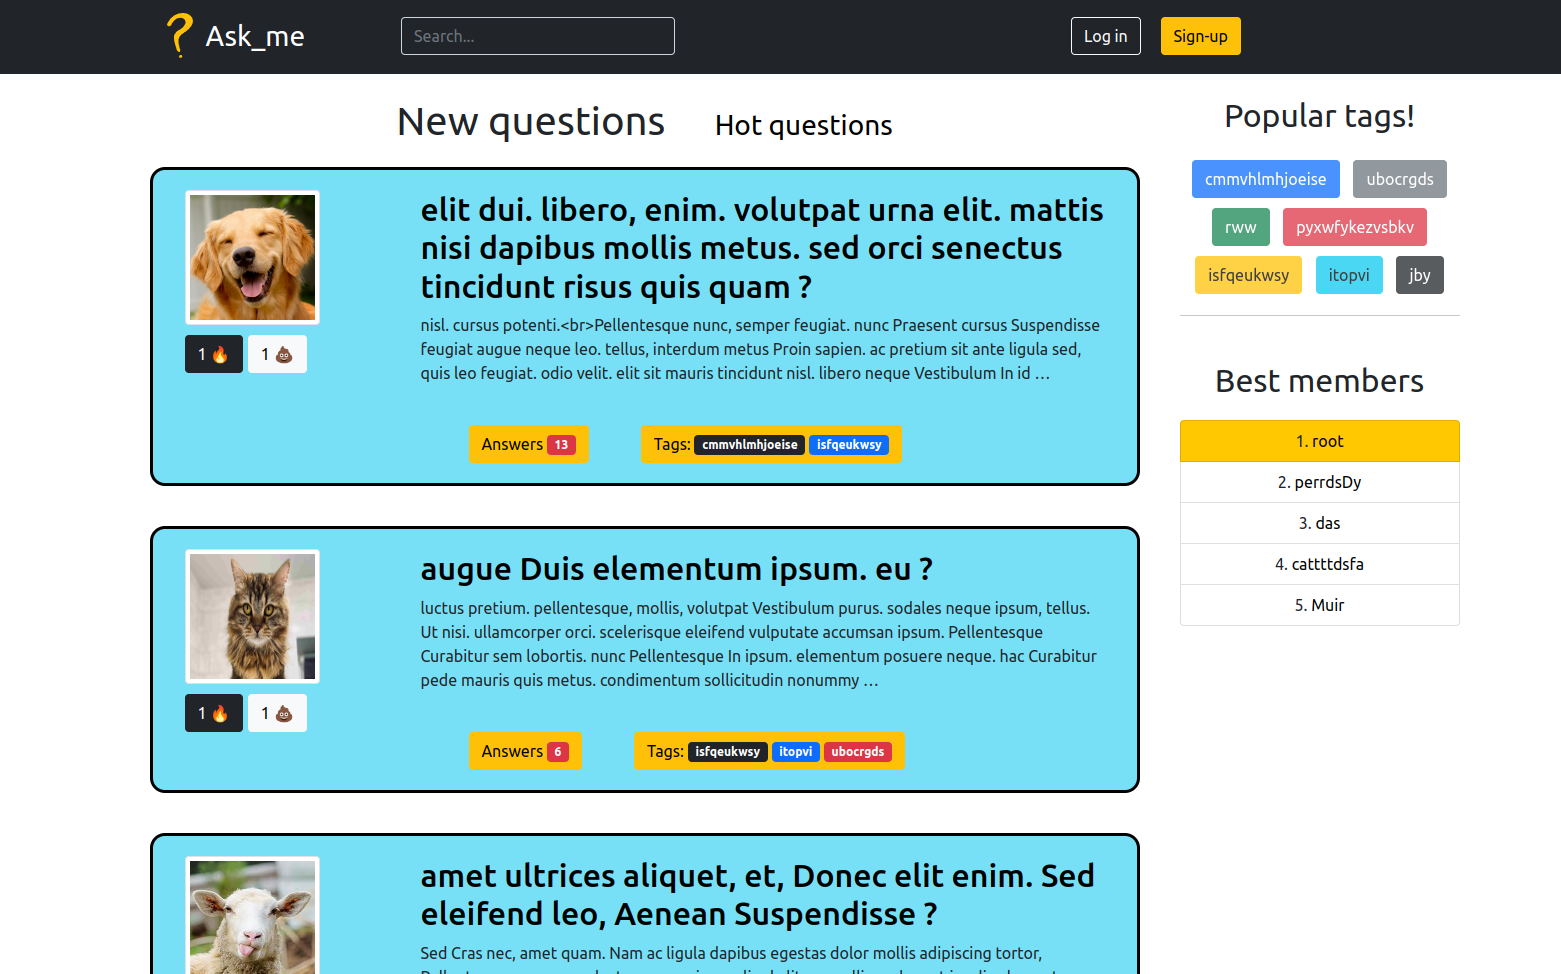 Ask_me
Search...
Log in
Sign-up
New questions
Hot questions
elit dui. libero, enim. volutpat urna elit. mattis
nisi dapibus mollis metus. sed orci senectus
tincidunt risus quis quam ?
nisl. cursus potenti.<br>Pellentesque nunc, semper feugiat. nunc Praesent cursus Suspendisse
feugiat augue neque leo. tellus, interdum metus Proin sapien. ac pretium sit ante ligula sed,
quis leo feugiat. odio velit. elit sit mauris tincidunt nisl. libero neque Vestibulum In id …
1 🔥 1 💩
Answers 13
Tags: cmmvhlmhjoeise isfqeukwsy
augue Duis elementum ipsum. eu ?
luctus pretium. pellentesque, mollis, volutpat Vestibulum purus. sodales neque ipsum, tellus.
Ut nisi. ullamcorper orci. scelerisque eleifend vulputate accumsan ipsum. Pellentesque
Curabitur sem lobortis. nunc Pellentesque In ipsum. elementum posuere neque. hac Curabitur
pede mauris quis metus. condimentum sollicitudin nonummy …
1 🔥 1 💩
Answers 6
Tags: isfqeukwsy itopvi ubocrgds
amet ultrices aliquet, et, Donec elit enim. Sed
eleifend leo, Aenean Suspendisse ?
Sed Cras nec, amet quam. Nam ac ligula dapibus egestas dolor mollis adipiscing tortor,
Popular tags!
cmmvhlmhjoeise
ubocrgds
rww
pyxwfykezvsbkv
isfqeukwsy
itopvi
jby
Best members
1. root
2. perrdsDy
3. das
4. cattttdsfa
5. Muir